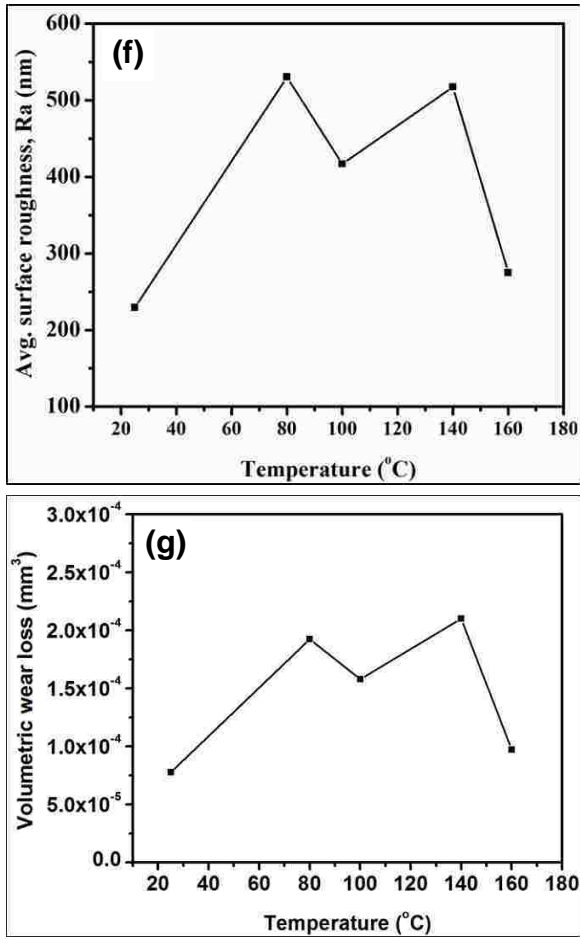 (f)
Avg. surface roughness, Ra (nm)
600
500
400
300
200
100
20 40 60 80 100 120 140 160 180
Temperature (°C)
(g)
Volumetric wear loss (mm³)
3.0x10⁻⁴
2.5x10⁻⁴
2.0x10⁻⁴
1.5x10⁻⁴
1.0x10⁻⁴
5.0x10⁻⁵
0.0
20 40 60 80 100 120 140 160 180
Temperature (°C)